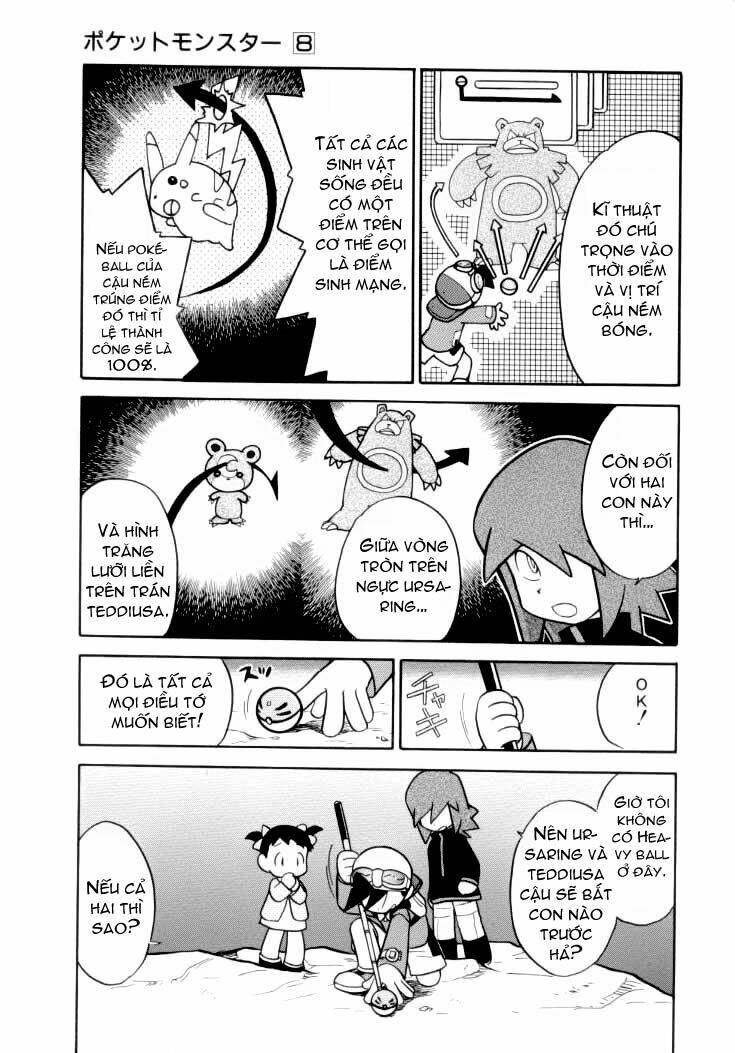 ポケットモンスター 8
KĨ THUẬT
ĐÓ CHÚ
TRỌNG VÀO
THỜI ĐIỂM
VÀ VỊ TRÍ
CẬU NÉM
BÓNG.
TẤT CẢ CÁC
SINH VẬT
SỐNG ĐỀU
CÓ MỘT
ĐIỂM TRÊN
CƠ THỂ GỌI
LÀ ĐIỂM
SINH MẠNG.
NẾU POKÉ-
BALL CỦA
CẬU NÉM
TRÚNG ĐIỂM
ĐÓ THÌ TỈ
LỆ THÀNH
CÔNG SẼ LÀ
100%.
CÒN ĐỐI
VỚI HAI
CON NÀY
THÌ...
GIỮA VÒNG
TRÒN TRÊN
NGỰC URSA-
RING...
VÀ HÌNH
TRĂNG
LƯỠI LIỀN
TRÊN TRÁN
TEDDIUSA.
OK!
チャキ
ズッ
ĐÓ LÀ TẤT CẢ
MỌI ĐIỀU TỚ
MUỐN BIẾT!
GIỜ TÔI
KHÔNG
CÓ HEA-
VY BALL
Ở ĐÂY.
NÊN UR-
SARING VÀ
TEDDIUSA
CẬU SẼ BẮT
CON NÀO
TRƯỚC
HẢ?
NẾU CẢ
HAI THÌ
SAO?